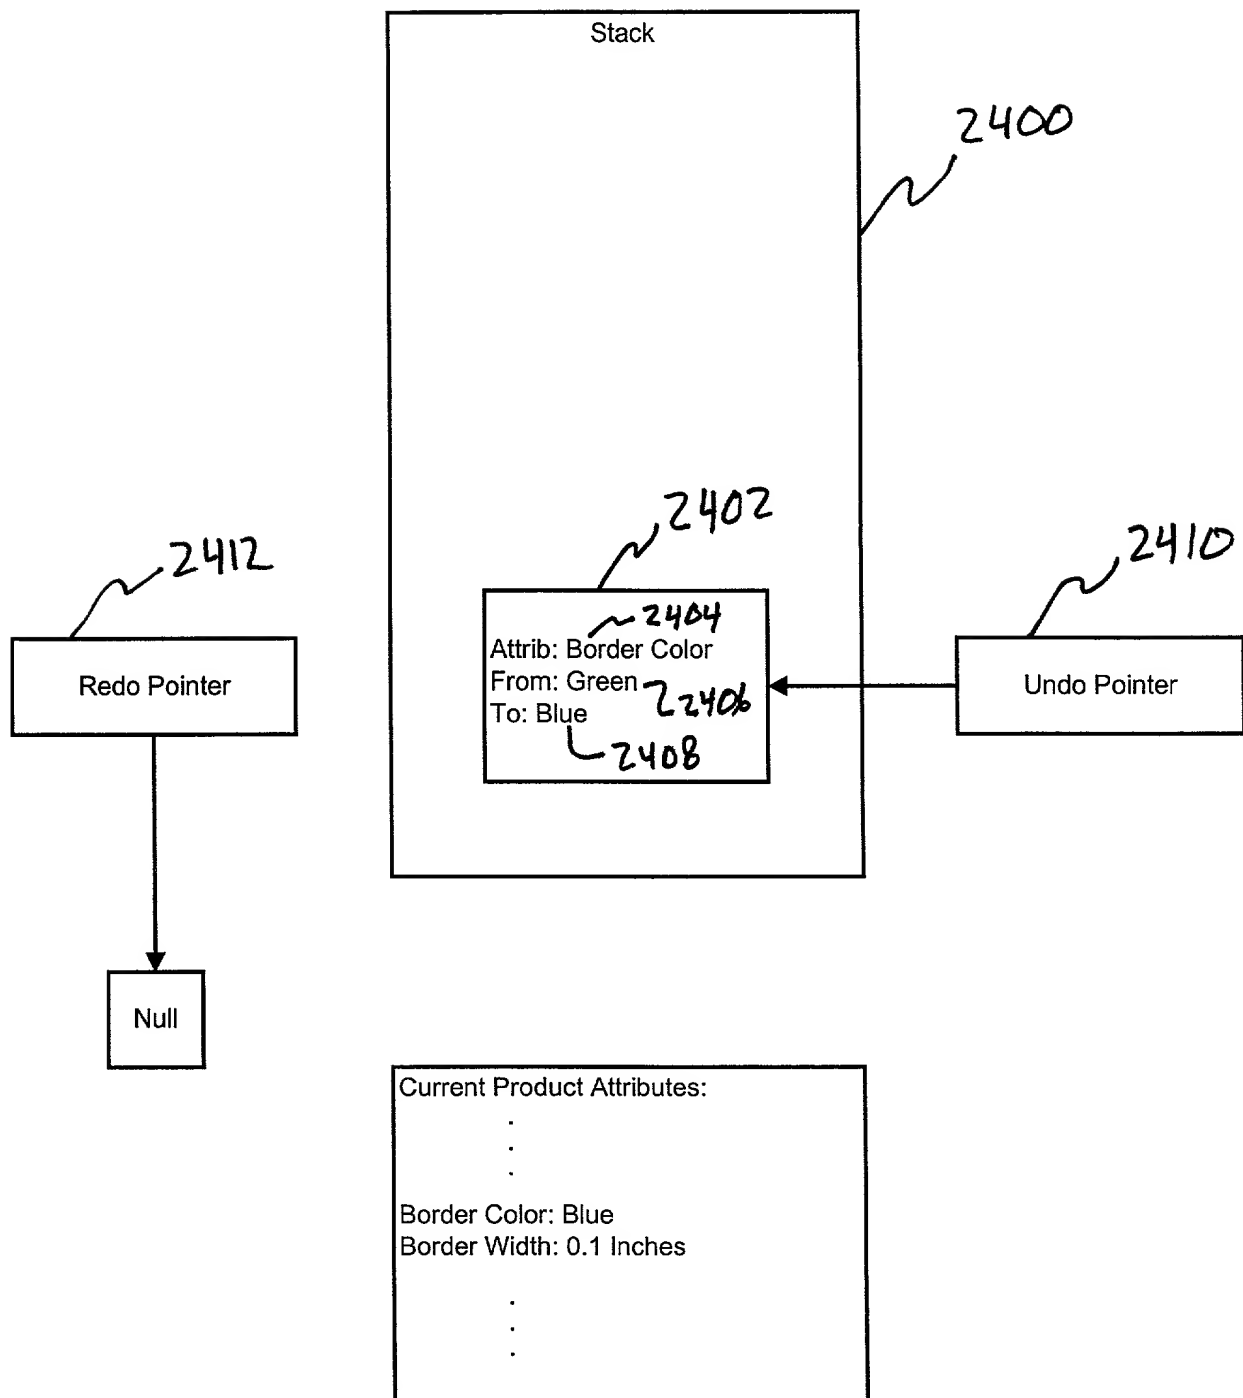 Stack
2400
2402
2412
2410
2404
Attrib: Border Color
Redo Pointer
From: Green
2406
Undo Pointer
To: Blue
2408
Null
Current Product Attributes:
.
.
.
Border Color: Blue
Border Width: 0.1 Inches
.
.
.